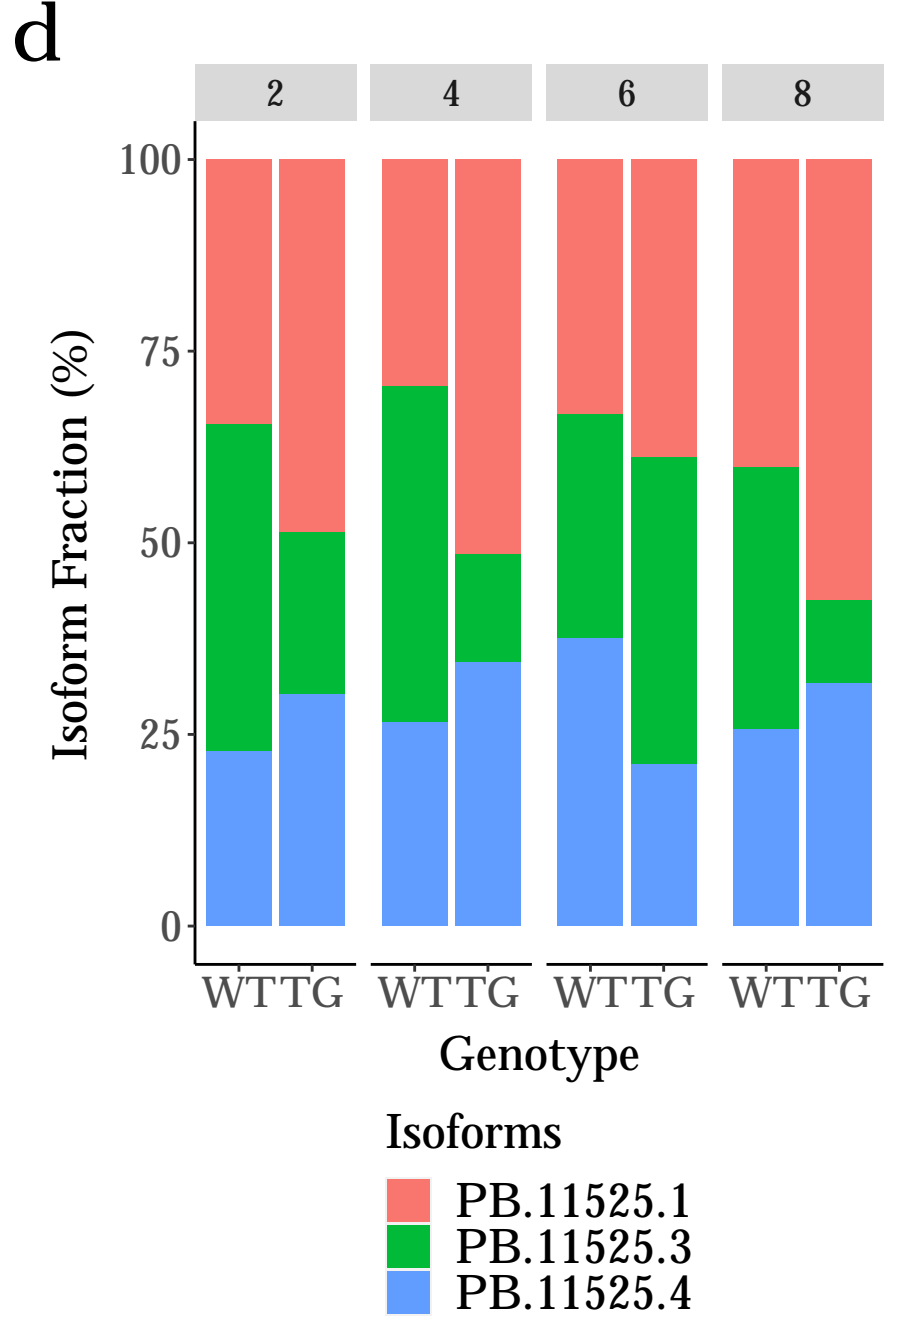 d
2 4 6 8
100
75
50
25
0
Isoform Fraction (%)
WT TG WT TG WT TG WT TG
Genotype
Isoforms
PB.11525.1
PB.11525.3
PB.11525.4